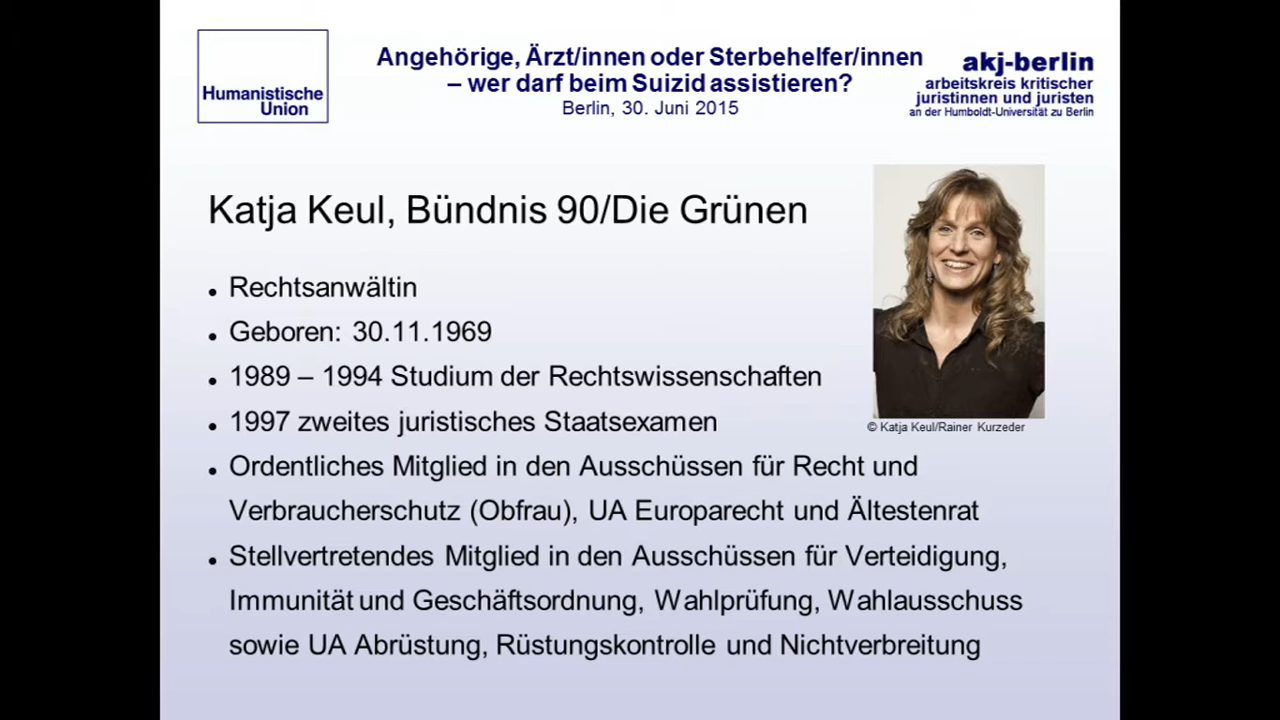 Humanistische
Union
Angehörige, Ärzt/innen oder Sterbehelfer/innen
– wer darf beim Suizid assistieren?
Berlin, 30. Juni 2015
akj-berlin
arbeitskreis kritischer
juristinnen und juristen
an der Humboldt-Universität zu Berlin
Katja Keul, Bündnis 90/Die Grünen
• Rechtsanwältin
• Geboren: 30.11.1969
• 1989 – 1994 Studium der Rechtswissenschaften
• 1997 zweites juristisches Staatsexamen
• Ordentliches Mitglied in den Ausschüssen für Recht und
Verbraucherschutz (Obfrau), UA Europarecht und Ältestenrat
• Stellvertretendes Mitglied in den Ausschüssen für Verteidigung,
Immunität und Geschäftsordnung, Wahlprüfung, Wahlausschuss
sowie UA Abrüstung, Rüstungskontrolle und Nichtverbreitung
© Katja Keul/Rainer Kurzeder